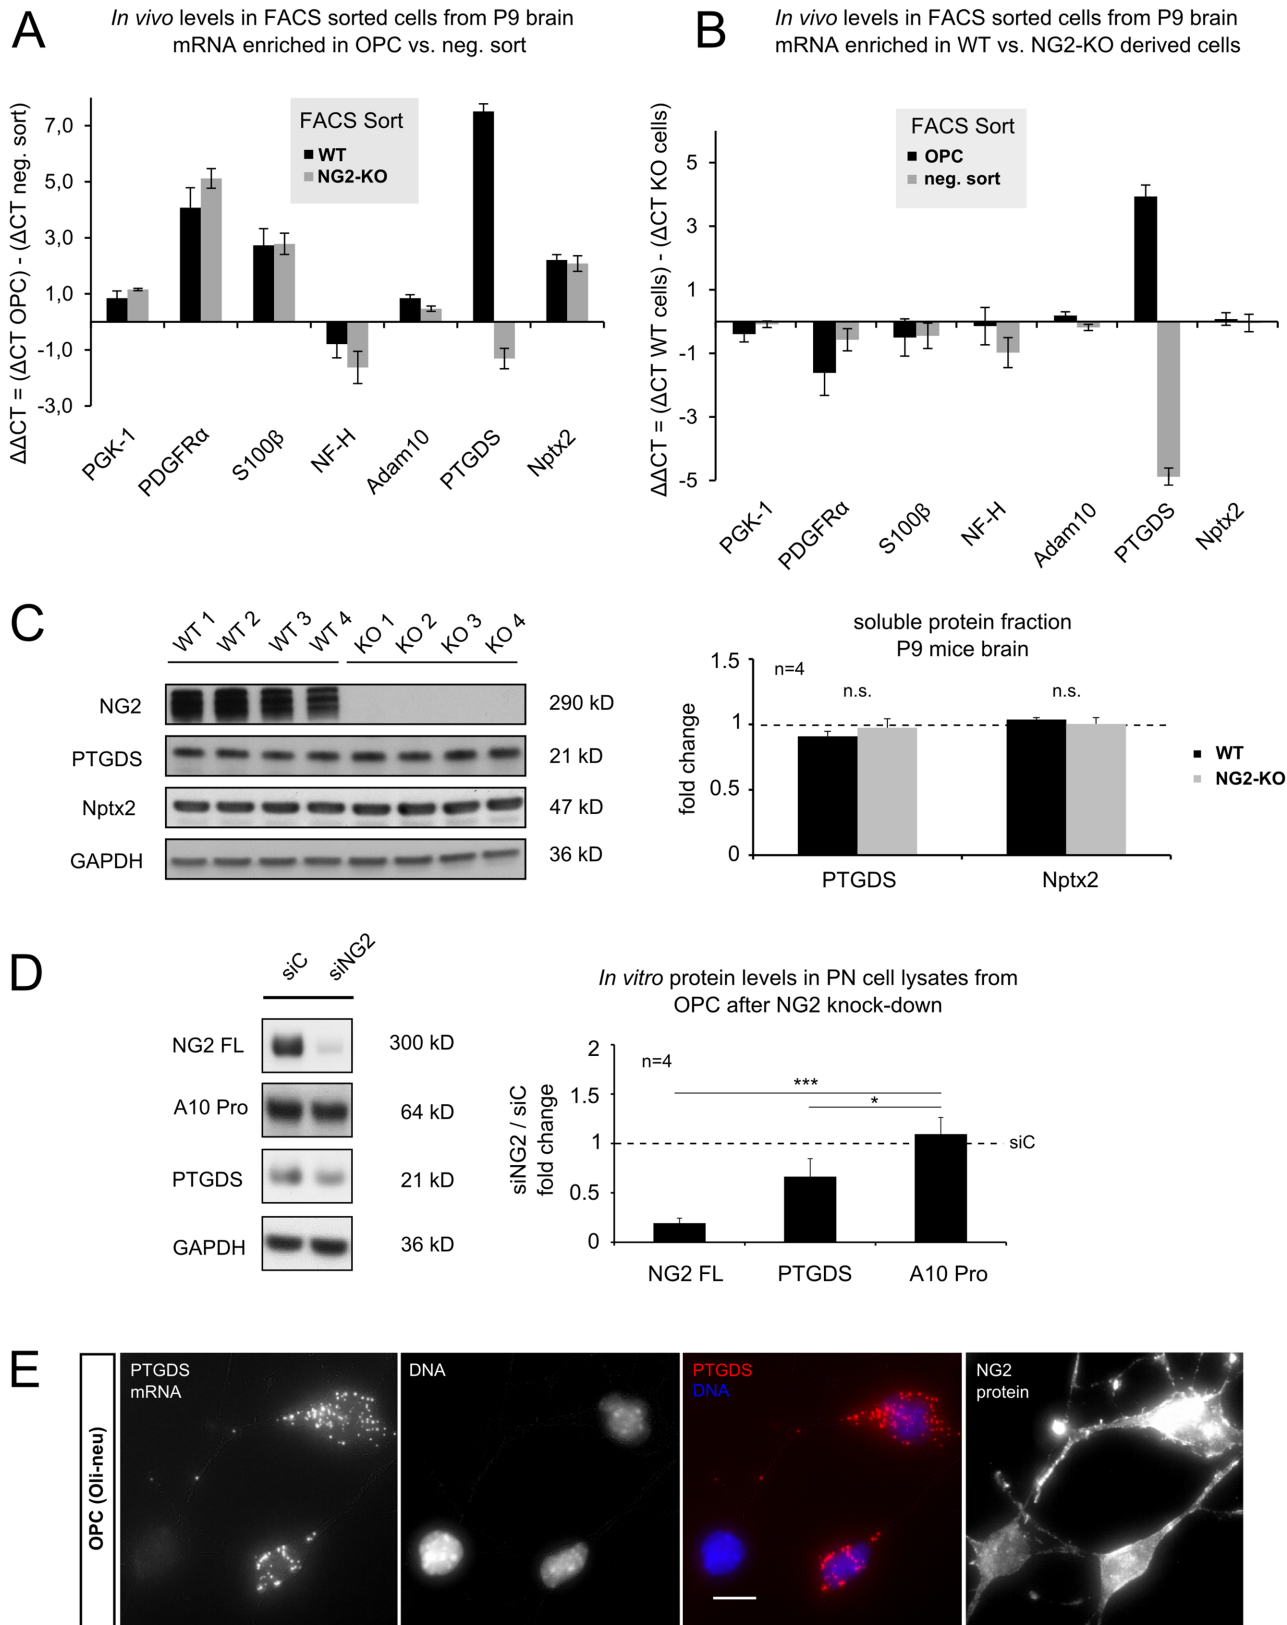 A
In vivo levels in FACS sorted cells from P9 brain
mRNA enriched in OPC vs. neg. sort
ΔΔCT = (ΔCT OPC) - (ΔCT neg. sort)
7,0
5,0
3,0
1,0
-1,0
-3,0
FACS Sort
WT
NG2-KO
PGK-1
PDGFRα
S100β
NF-H
Adam10
PTGDS
Nptx2
B
In vivo levels in FACS sorted cells from P9 brain
mRNA enriched in WT vs. NG2-KO derived cells
ΔΔCT = (ΔCT WT cells) - (ΔCT KO cells)
5
3
1
-1
-3
-5
FACS Sort
OPC
neg. sort
PGK-1
PDGFRα
S100β
NF-H
Adam10
PTGDS
Nptx2
C
WT 1
WT 2
WT 3
WT 4
KO 1
KO 2
KO 3
KO 4
NG2
290 kD
PTGDS
21 kD
Nptx2
47 kD
GAPDH
36 kD
soluble protein fraction
P9 mice brain
fold change
1.5
1
0.5
0
n=4
n.s.
n.s.
WT
NG2-KO
PTGDS
Nptx2
D
siC
siNG2
NG2 FL
300 kD
A10 Pro
64 kD
PTGDS
21 kD
GAPDH
36 kD
In vitro protein levels in PN cell lysates from
OPC after NG2 knock-down
siNG2 / siC
fold change
2
1.5
1
0.5
0
n=4
***
*
siC
NG2 FL
PTGDS
A10 Pro
E
OPC (Oli-neu)
PTGDS
mRNA
DNA
PTGDS
DNA
NG2
protein